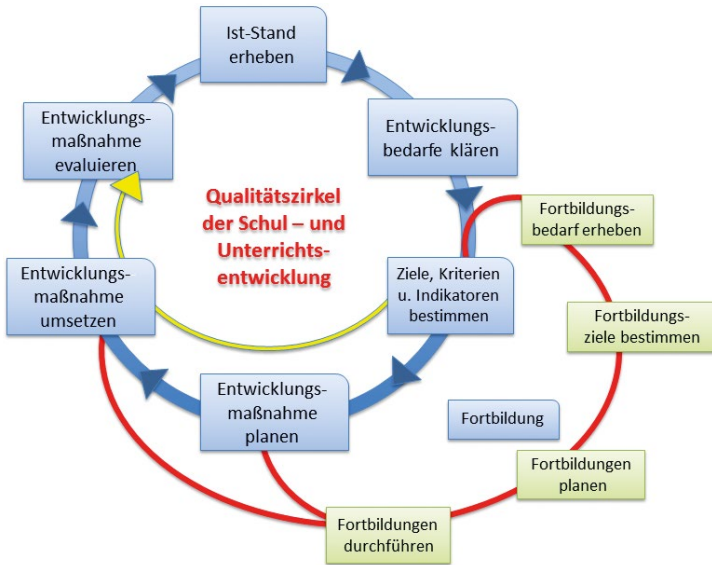 Ist-Stand
erheben
Entwicklungs-
bedarfe klären
Ziele, Kriterien
u. Indikatoren
bestimmen
Entwicklungs-
maßnahme
planen
Entwicklungs-
maßnahme
umsetzen
Entwicklungs-
maßnahme
evaluieren
Qualitätszirkel
der Schul – und
Unterrichts-
entwicklung
Fortbildungs-
bedarf erheben
Fortbildungs-
ziele bestimmen
Fortbildungen
planen
Fortbildungen
durchführen
Fortbildung